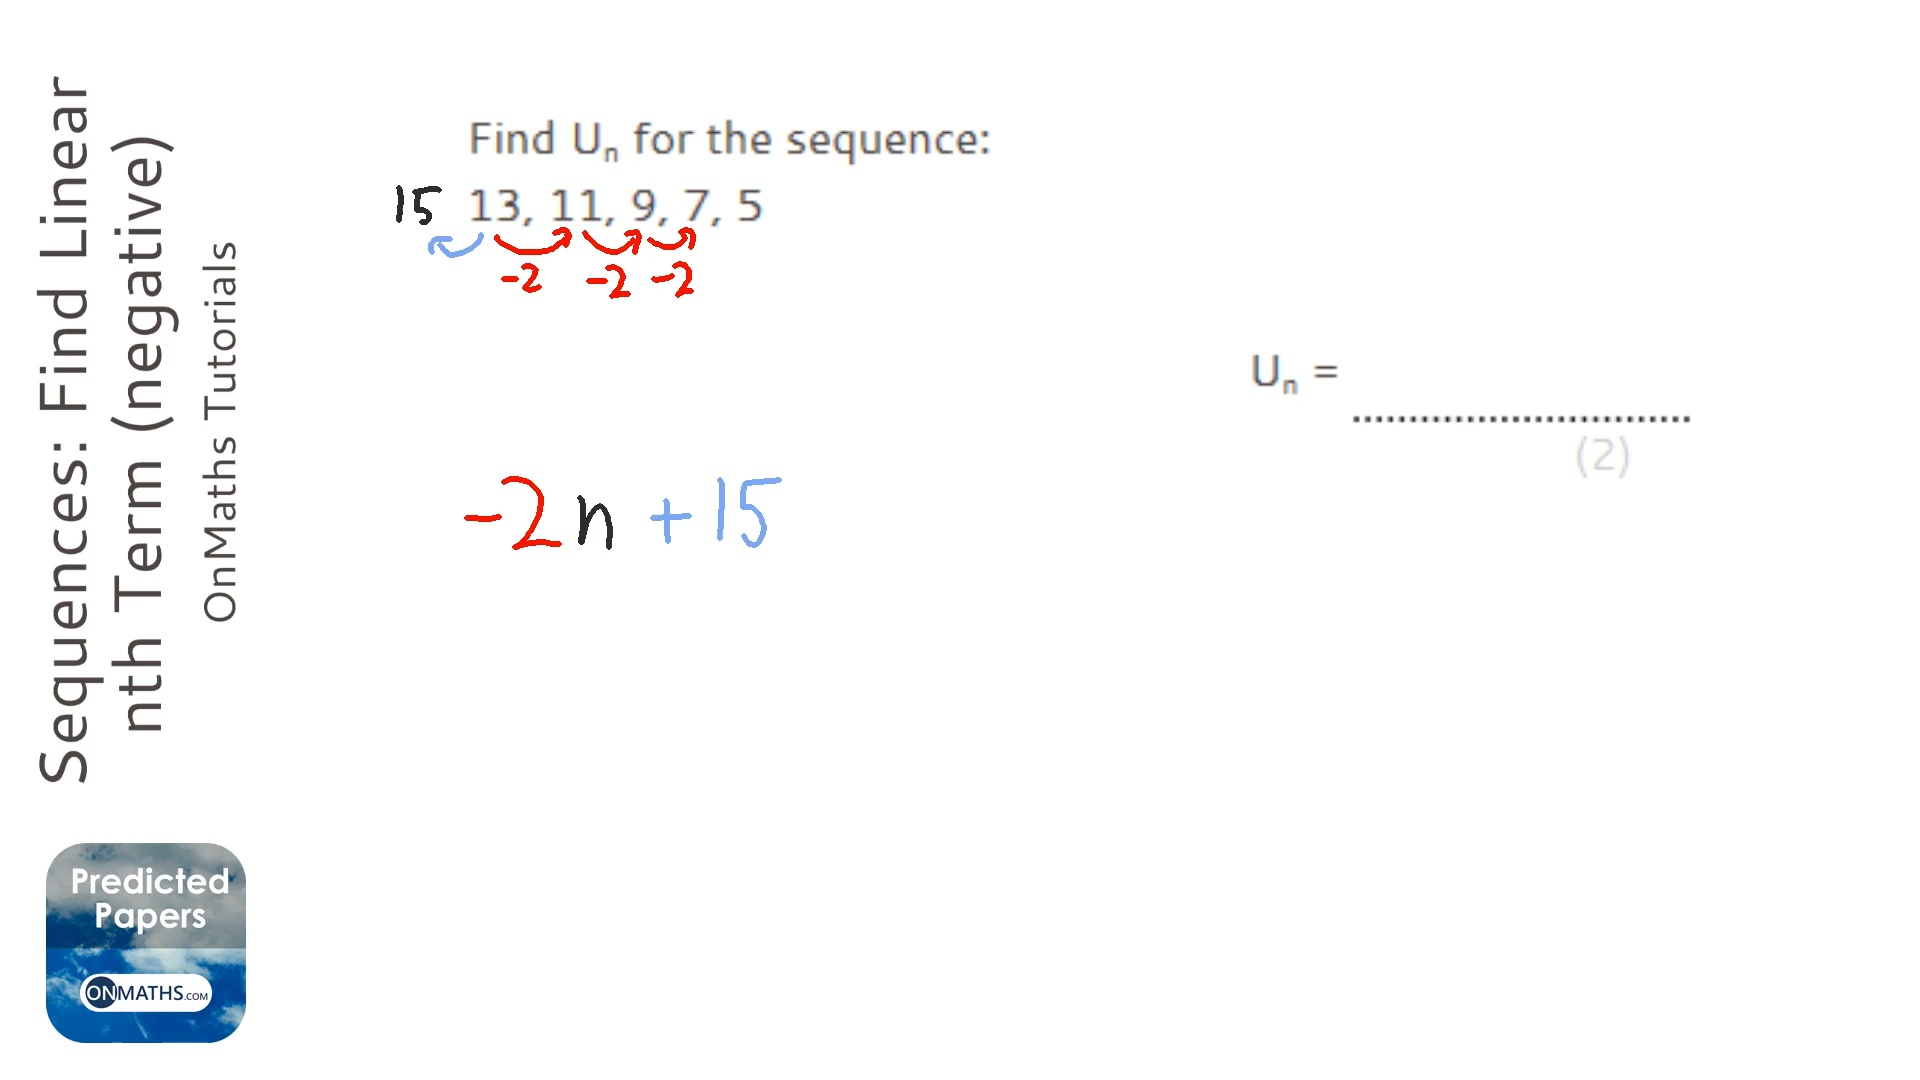 Sequences: Find Linear
nth Term (negative)
OnMaths Tutorials
Find Uₙ for the sequence:
15 13, 11, 9, 7, 5
-2 -2 -2
Uₙ = ..............................
(2)
-2n + 15
Predicted
Papers
ONMATHS.COM